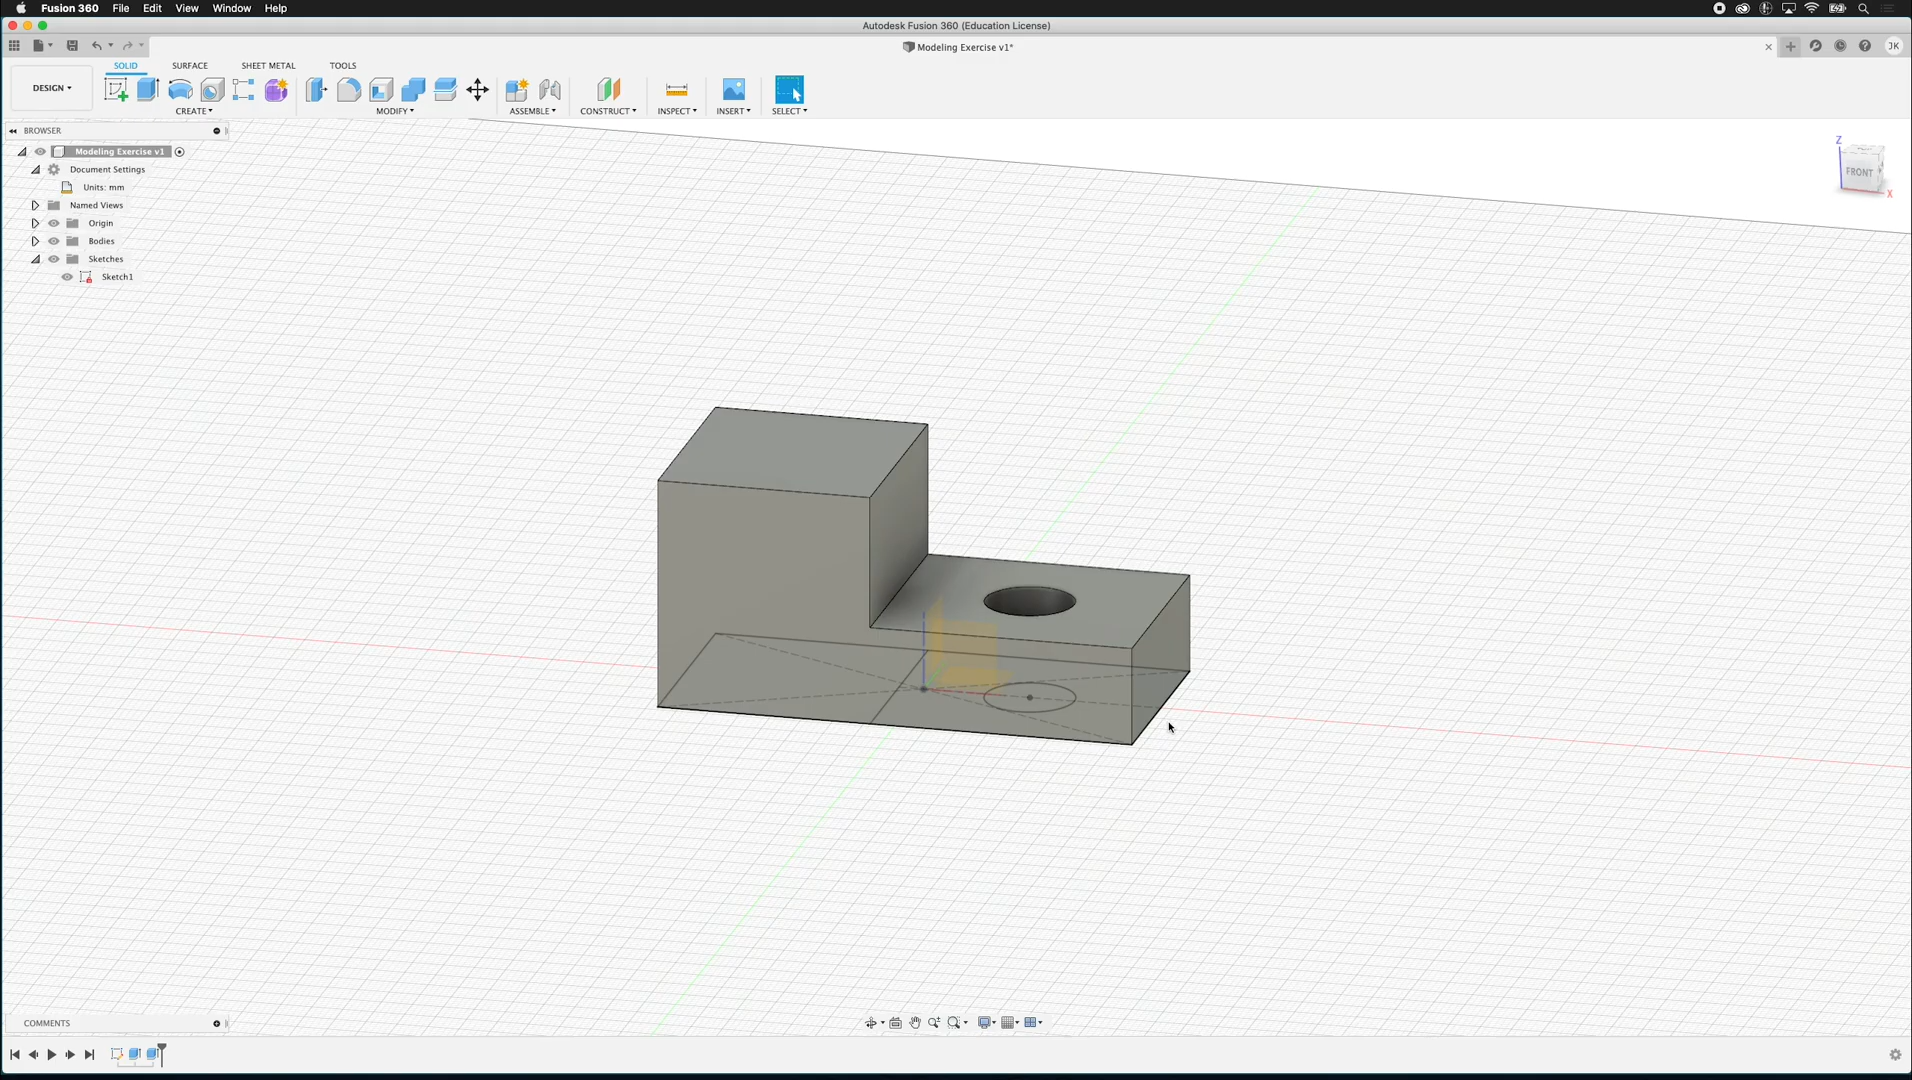 Fusion 360 File Edit View Window Help
Autodesk Fusion 360 (Education License)
Modeling Exercise v1*
JK
SOLID SURFACE SHEET METAL TOOLS
DESIGN
CREATE MODIFY ASSEMBLE CONSTRUCT INSPECT INSERT SELECT
BROWSER
Modeling Exercise v1
Document Settings
Units: mm
Named Views
Origin
Bodies
Sketches
Sketch1
Z
FRONT
X
COMMENTS